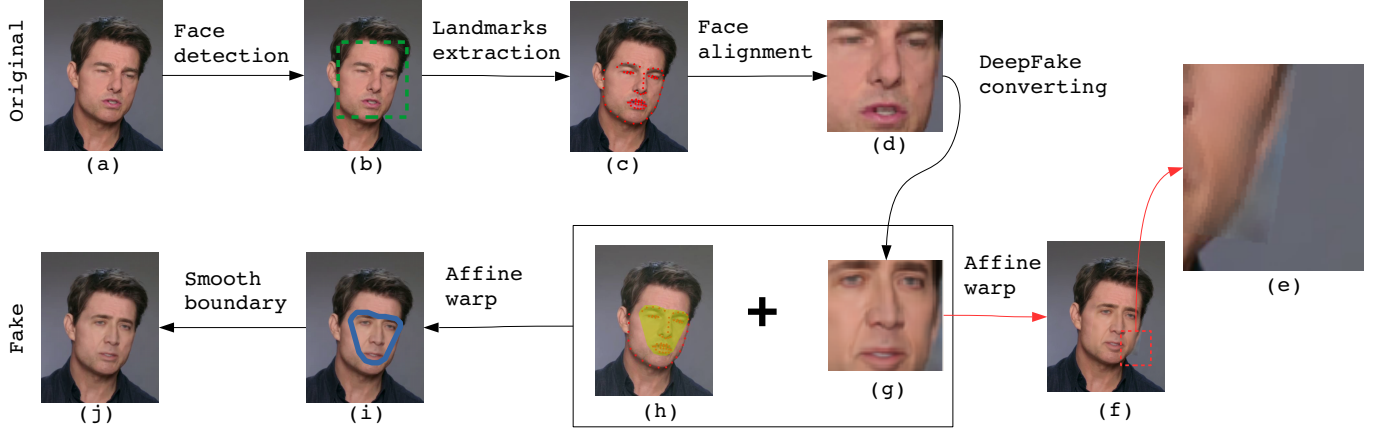 Original
Face
detection
Landmarks
extraction
Face
alignment
DeepFake
converting
(a)
(b)
(c)
(d)
(e)
Fake
Smooth
boundary
Affine
warp
+
Affine
warp
(j)
(i)
(h)
(g)
(f)